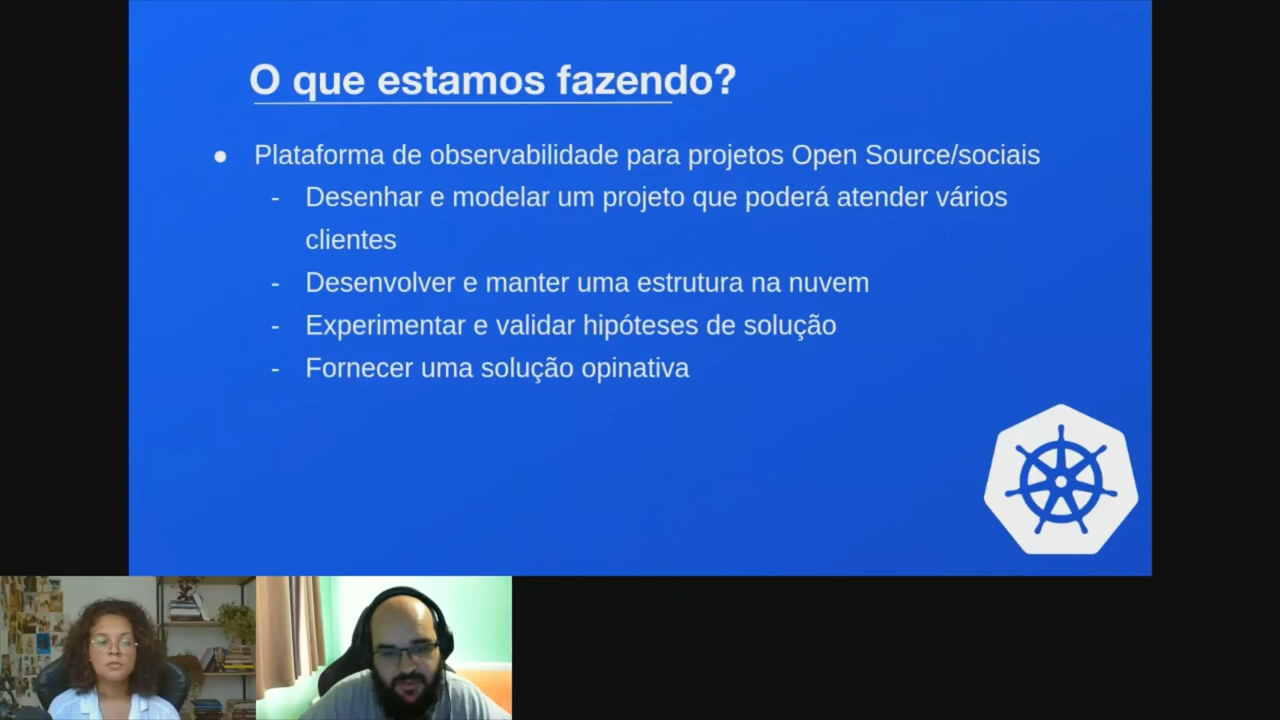 O que estamos fazendo?
● Plataforma de observabilidade para projetos Open Source/sociais
- Desenhar e modelar um projeto que poderá atender vários
clientes
- Desenvolver e manter uma estrutura na nuvem
- Experimentar e validar hipóteses de solução
- Fornecer uma solução opinativa